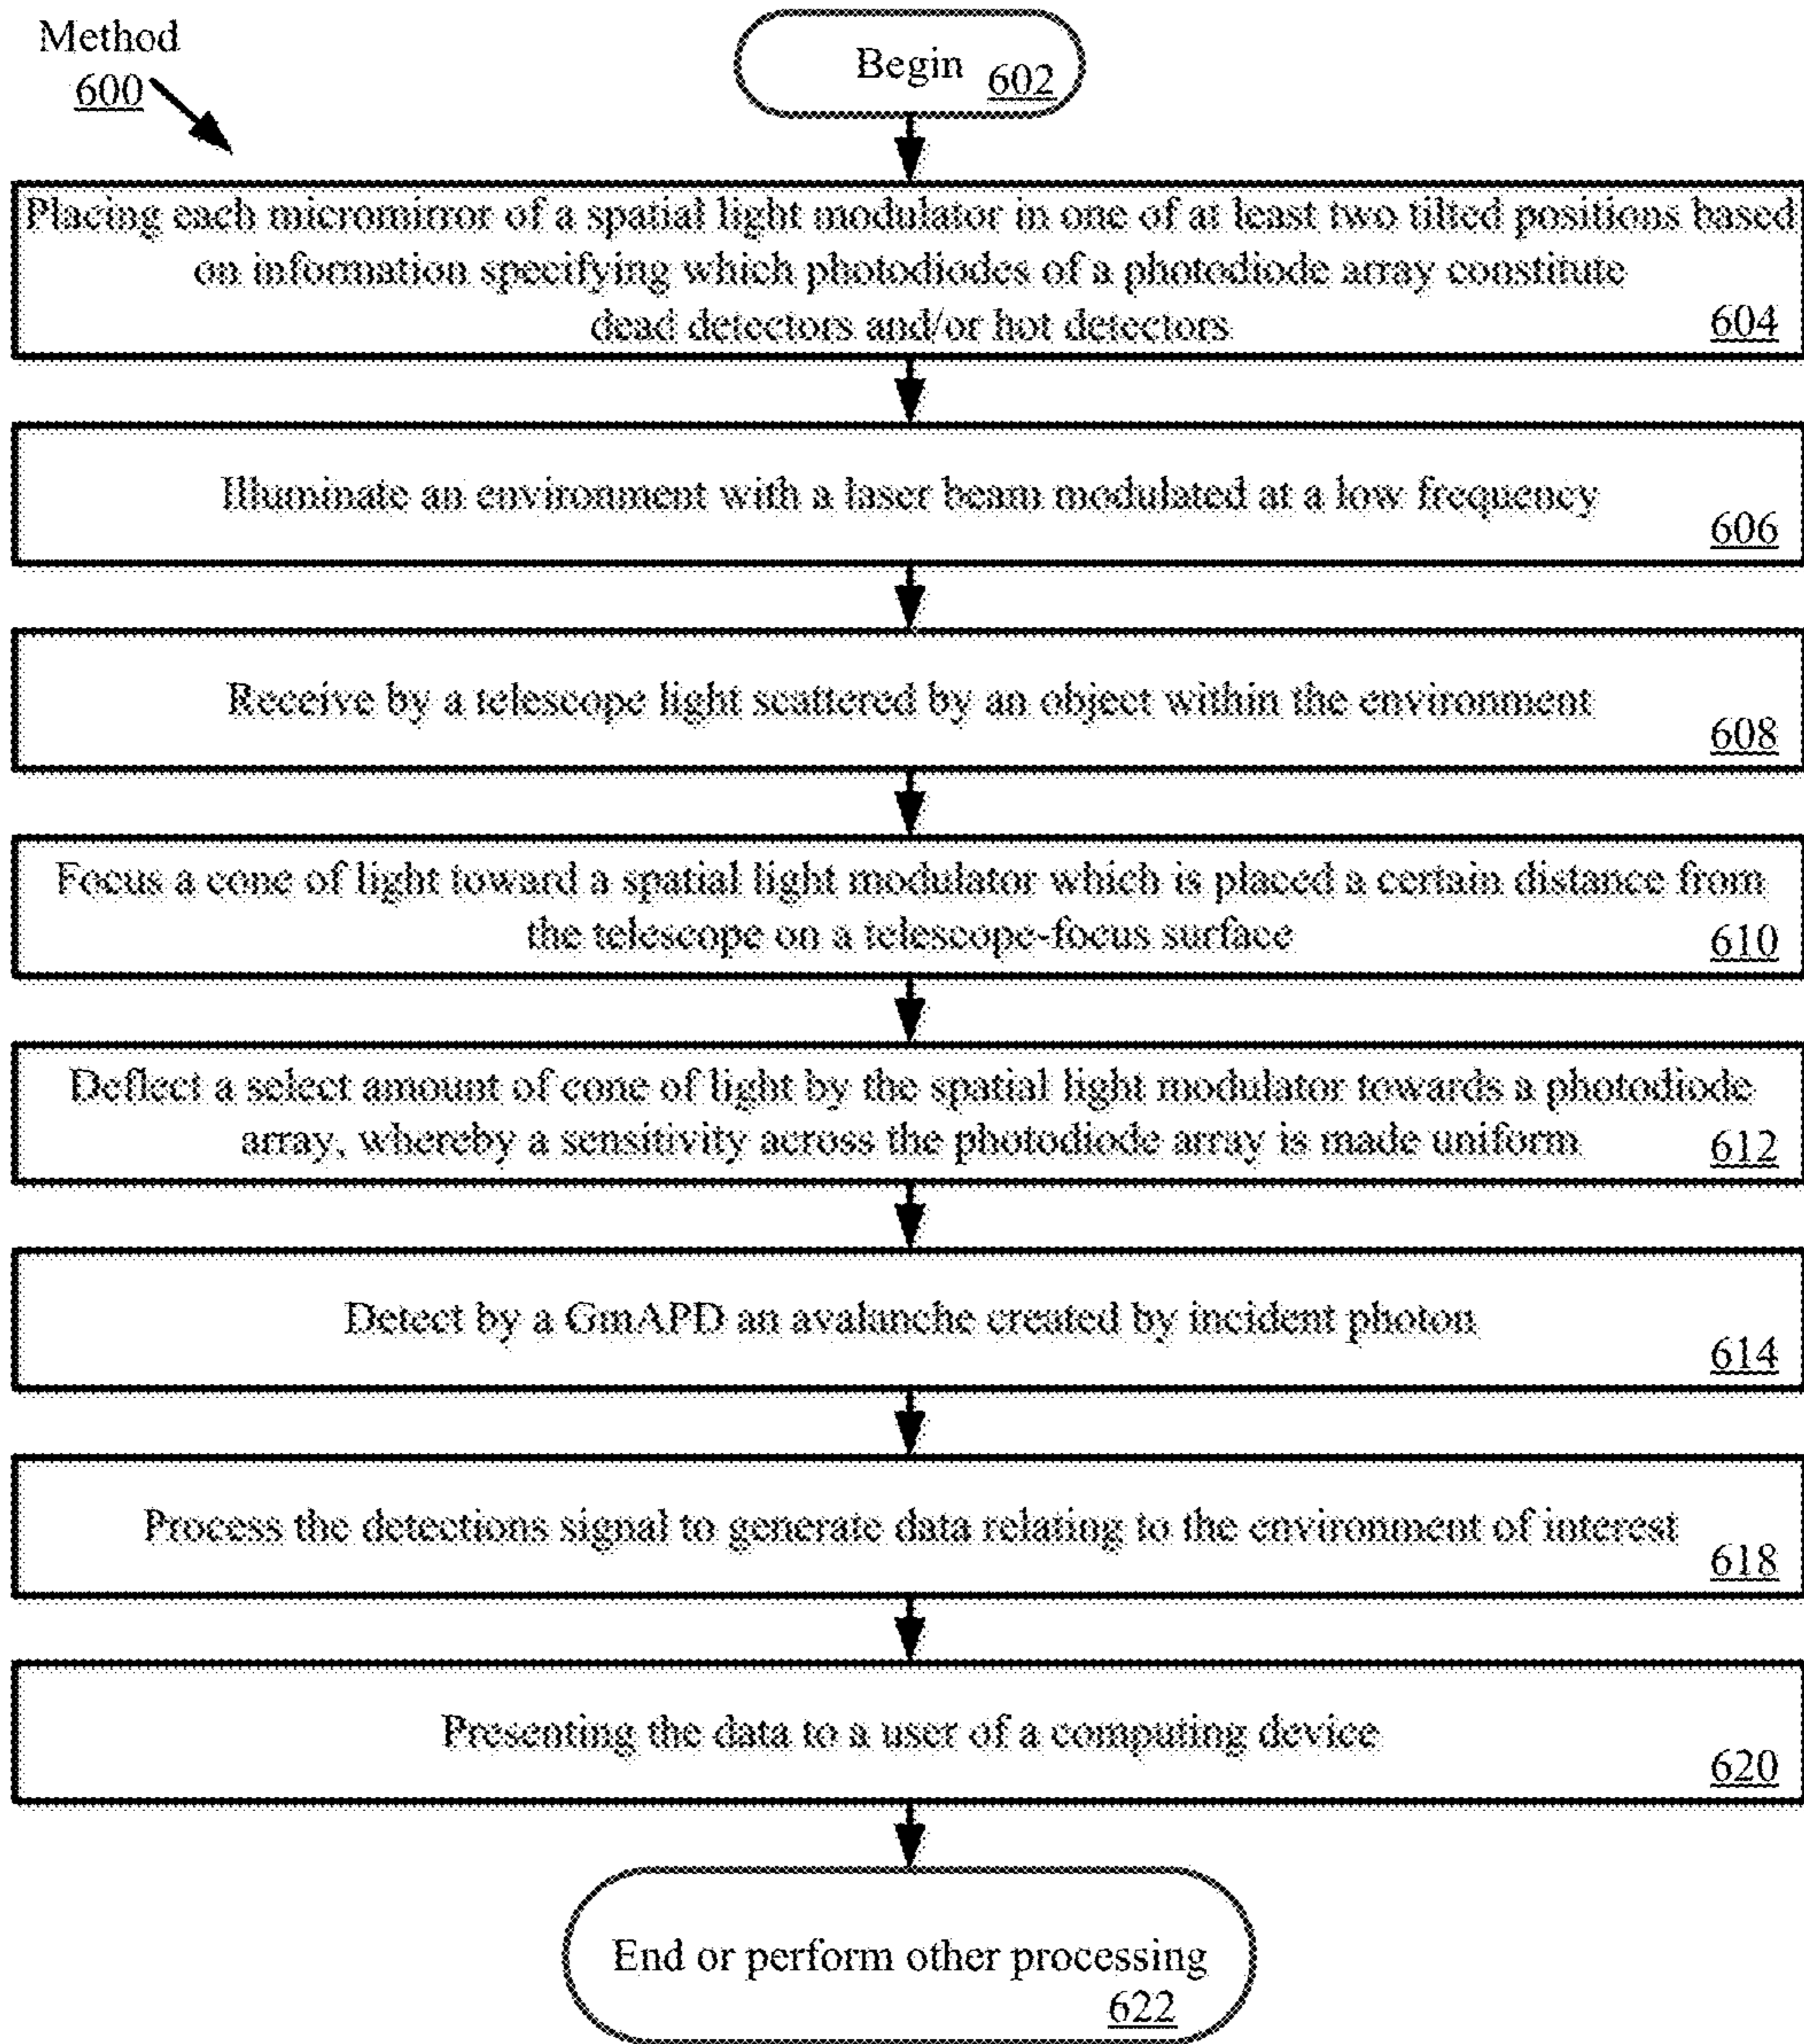 Method
600
Begin 602
Placing each micromirror of a spatial light modulator in one of at least two tilted positions based
on information specifying which photodiodes of a photodiode array constitute
dead detectors and/or hot detectors
604
Illuminate an environment with a laser beam modulated at a low frequency
606
Receive by a telescope light scattered by an object within the environment
608
Focus a cone of light toward a spatial light modulator which is placed a certain distance from
the telescope on a telescope-focus surface
610
Deflect a select amount of cone of light by the spatial light modulator towards a photodiode
array, whereby a sensitivity across the photodiode array is made uniform
612
Detect by a GmAPD an avalanche created by incident photon
614
Process the detections signal to generate data relating to the environment of interest
618
Presenting the data to a user of a computing device
620
End or perform other processing
622